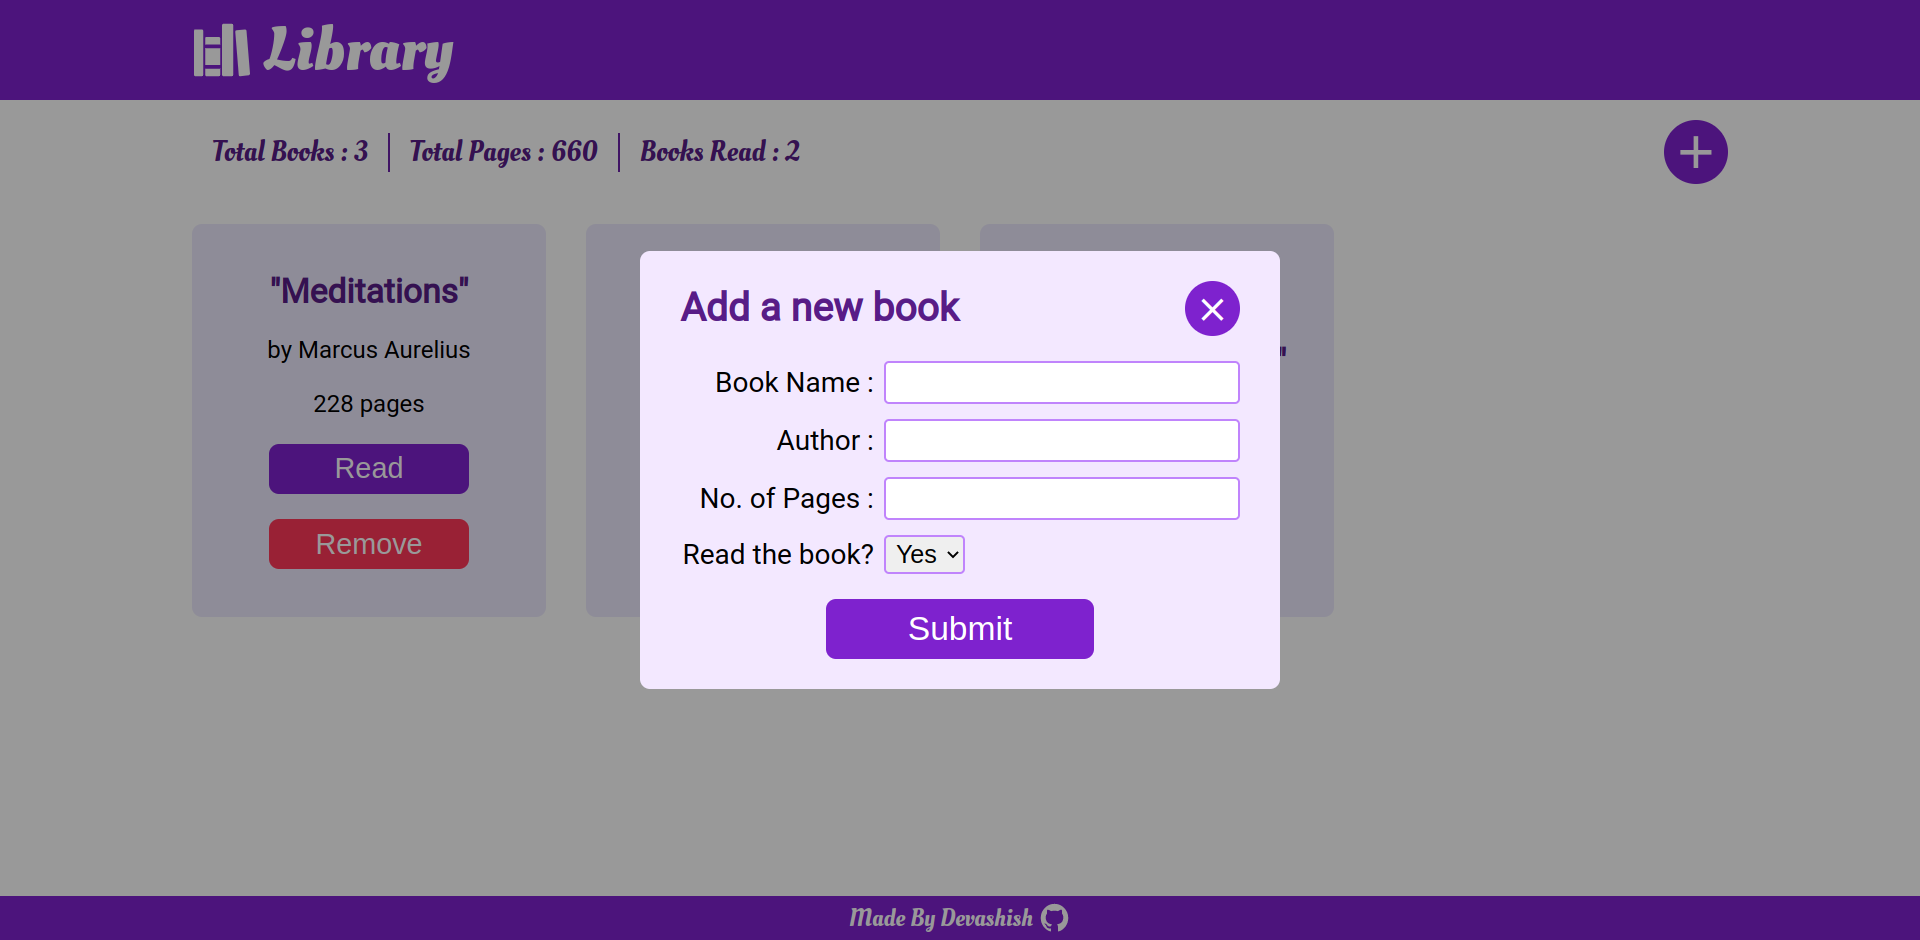 Library
Total Books : 3
Total Pages : 660
Books Read : 2
"Meditations"
by Marcus Aurelius
228 pages
Read
Remove
"
Add a new book
Book Name :
Author :
No. of Pages :
Read the book? Yes
Submit
Made By Devashish